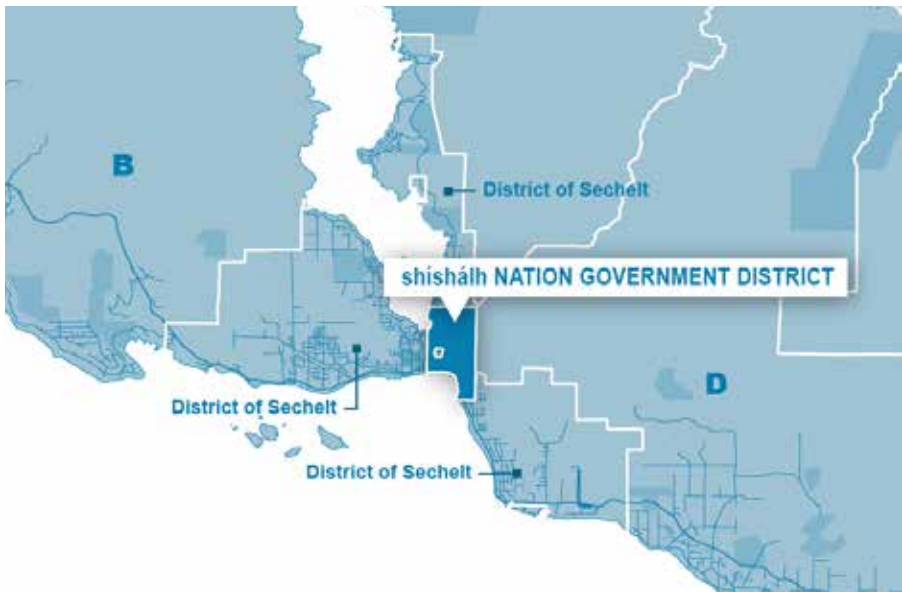 B
District of Sechelt
shíshálh NATION GOVERNMENT DISTRICT
D
District of Sechelt
District of Sechelt